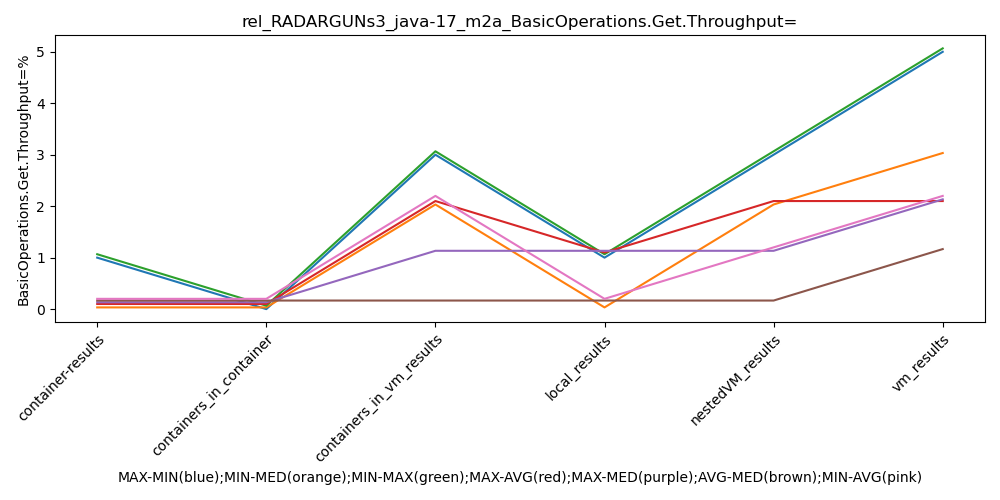 rel_RADARGUNs3_java-17_m2a_BasicOperations.Get.Throughput=
BasicOperations.Get.Throughput=%
5
4
3
2
1
0
container-results
containers_in_container
containers_in_vm_results
local_results
nestedVM_results
vm_results
MAX-MIN(blue);MIN-MED(orange);MIN-MAX(green);MAX-AVG(red);MAX-MED(purple);AVG-MED(brown);MIN-AVG(pink)